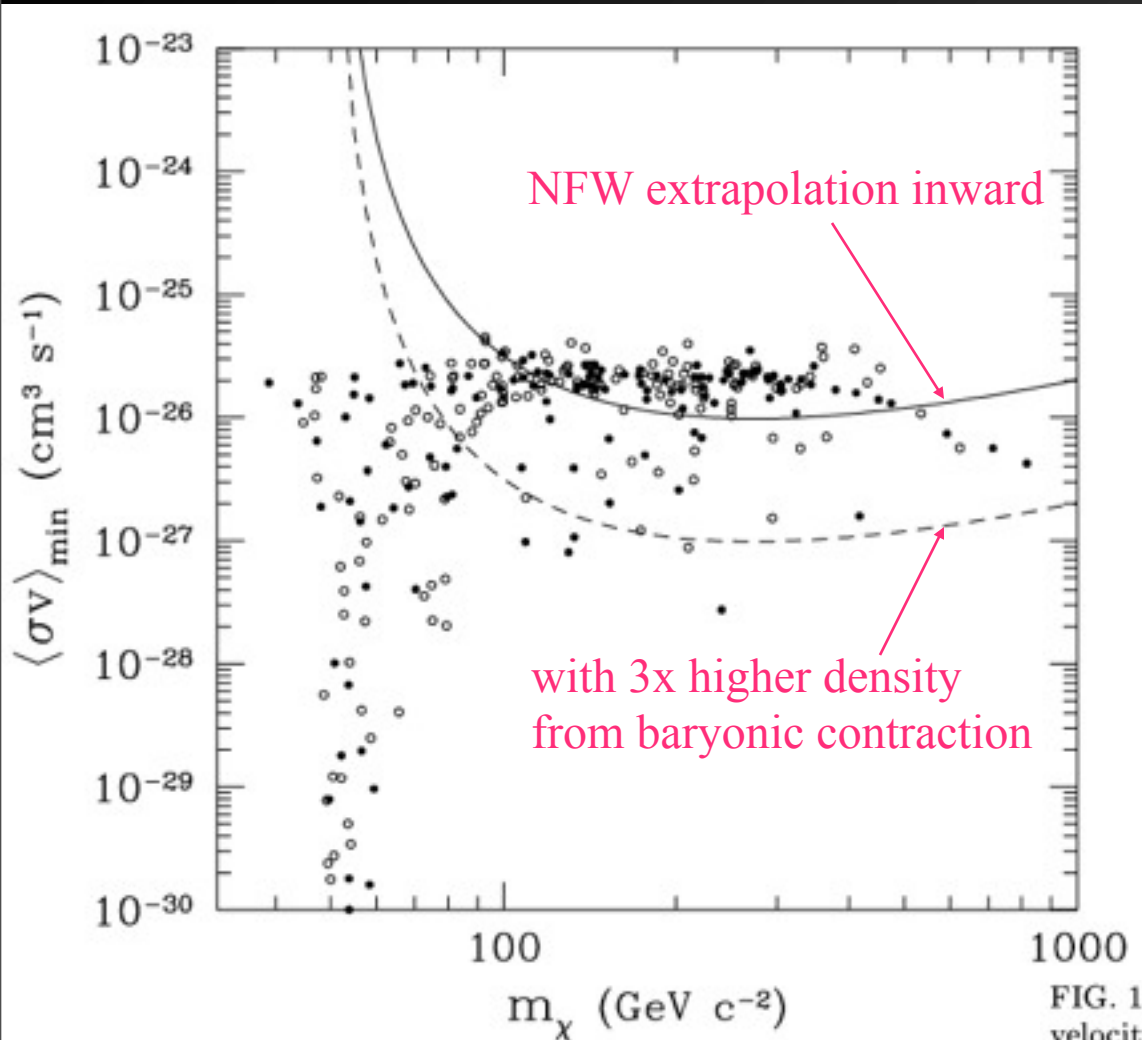 10⁻²³
10⁻²⁴
10⁻²⁵
10⁻²⁶
10⁻²⁷
10⁻²⁸
10⁻²⁹
10⁻³⁰
⟨σv⟩min (cm³ s⁻¹)
NFW extrapolation inward
with 3x higher density
from baryonic contraction
100
1000
mχ (GeV c⁻²)
FIG. 1
velocit